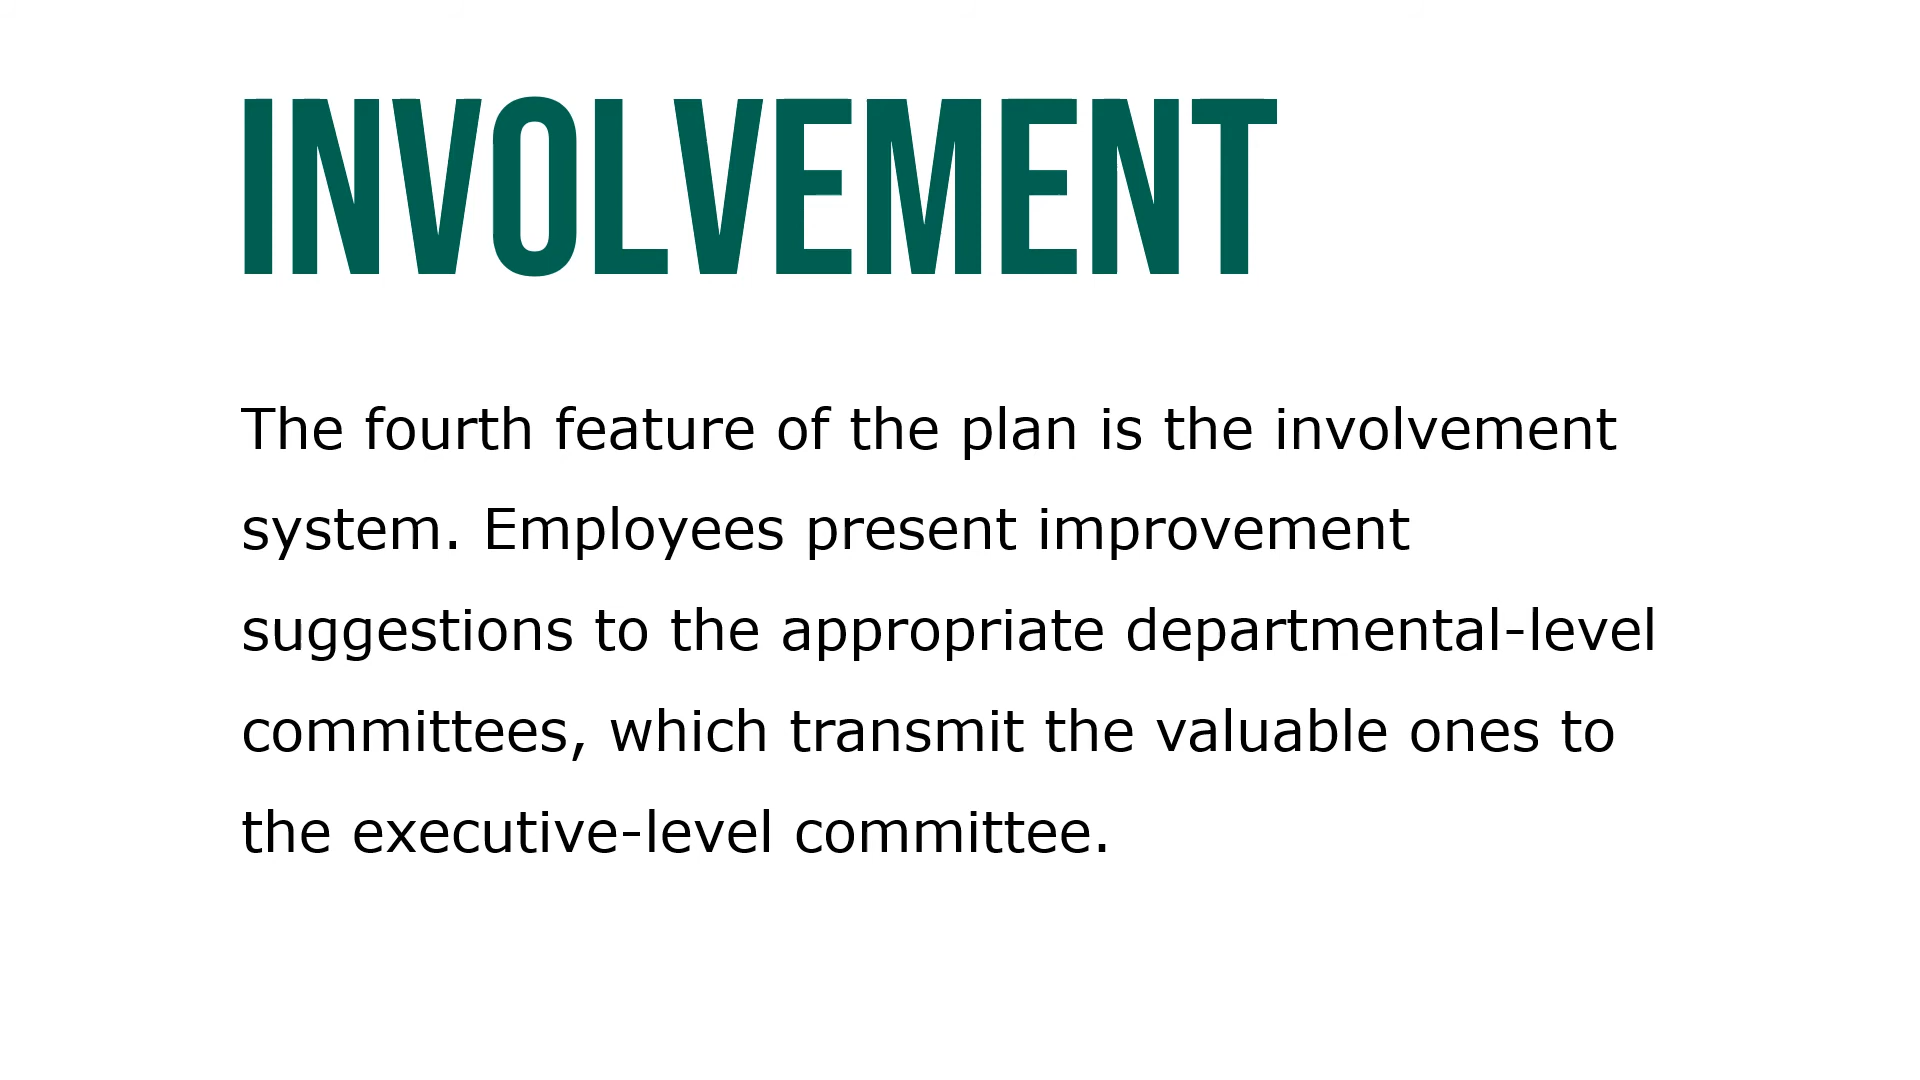 INVOLVEMENT
The fourth feature of the plan is the involvement
system. Employees present improvement
suggestions to the appropriate departmental-level
committees, which transmit the valuable ones to
the executive-level committee.